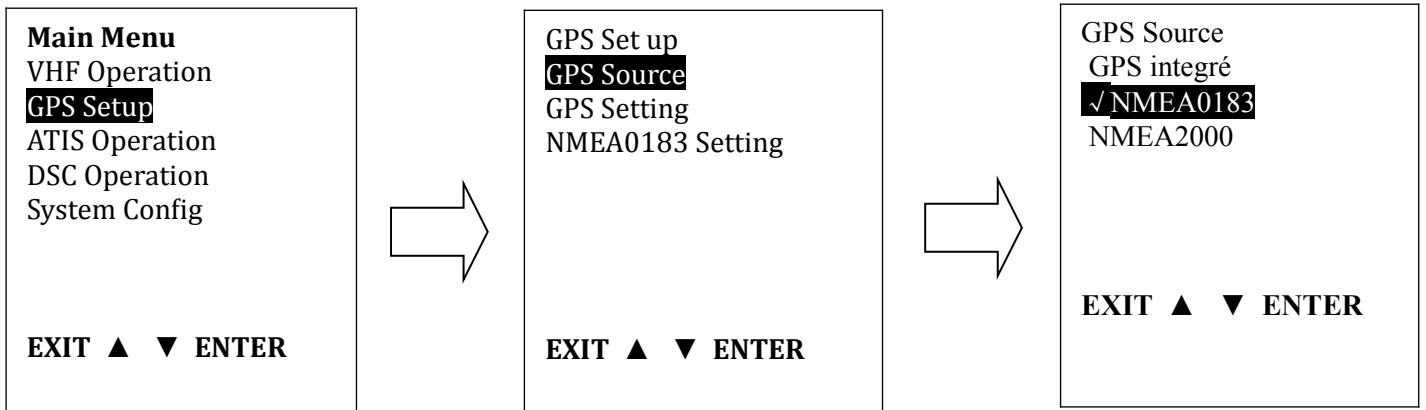 Main Menu
VHF Operation
GPS Setup
ATIS Operation
DSC Operation
System Config
EXIT ▲ ▼ ENTER
GPS Set up
GPS Source
GPS Setting
NMEA0183 Setting
EXIT ▲ ▼ ENTER
GPS Source
GPS integré
√ NMEA0183
NMEA2000
EXIT ▲ ▼ ENTER